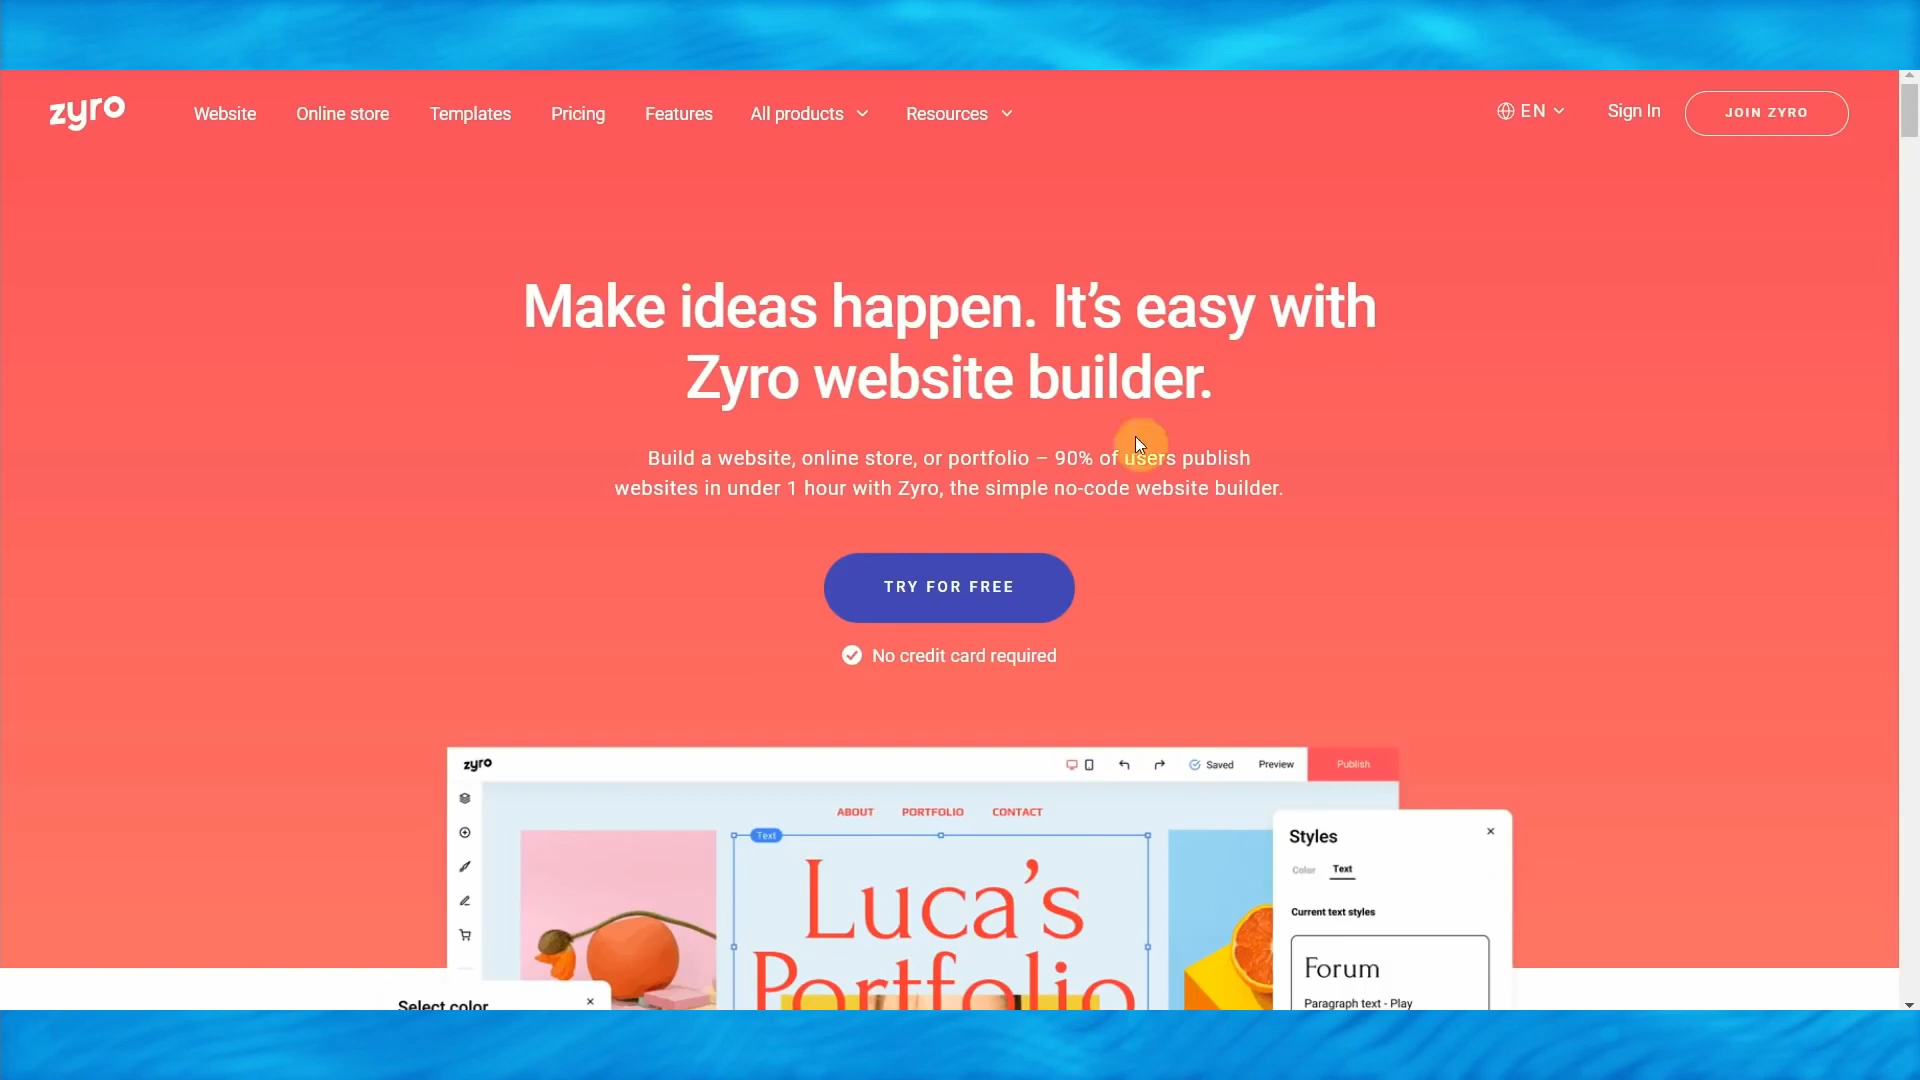 zyro
Website
Online store
Templates
Pricing
Features
All products
Resources
EN
Sign In
JOIN ZYRO
Make ideas happen. It’s easy with
Zyro website builder.
Build a website, online store, or portfolio – 90% of users publish
websites in under 1 hour with Zyro, the simple no-code website builder.
TRY FOR FREE
No credit card required
zyro
Saved
Preview
Publish
ABOUT
PORTFOLIO
CONTACT
Text
Luca’s
Portfolio
Styles
Color
Text
Current text styles
Forum
Paragraph text - Play
Select color